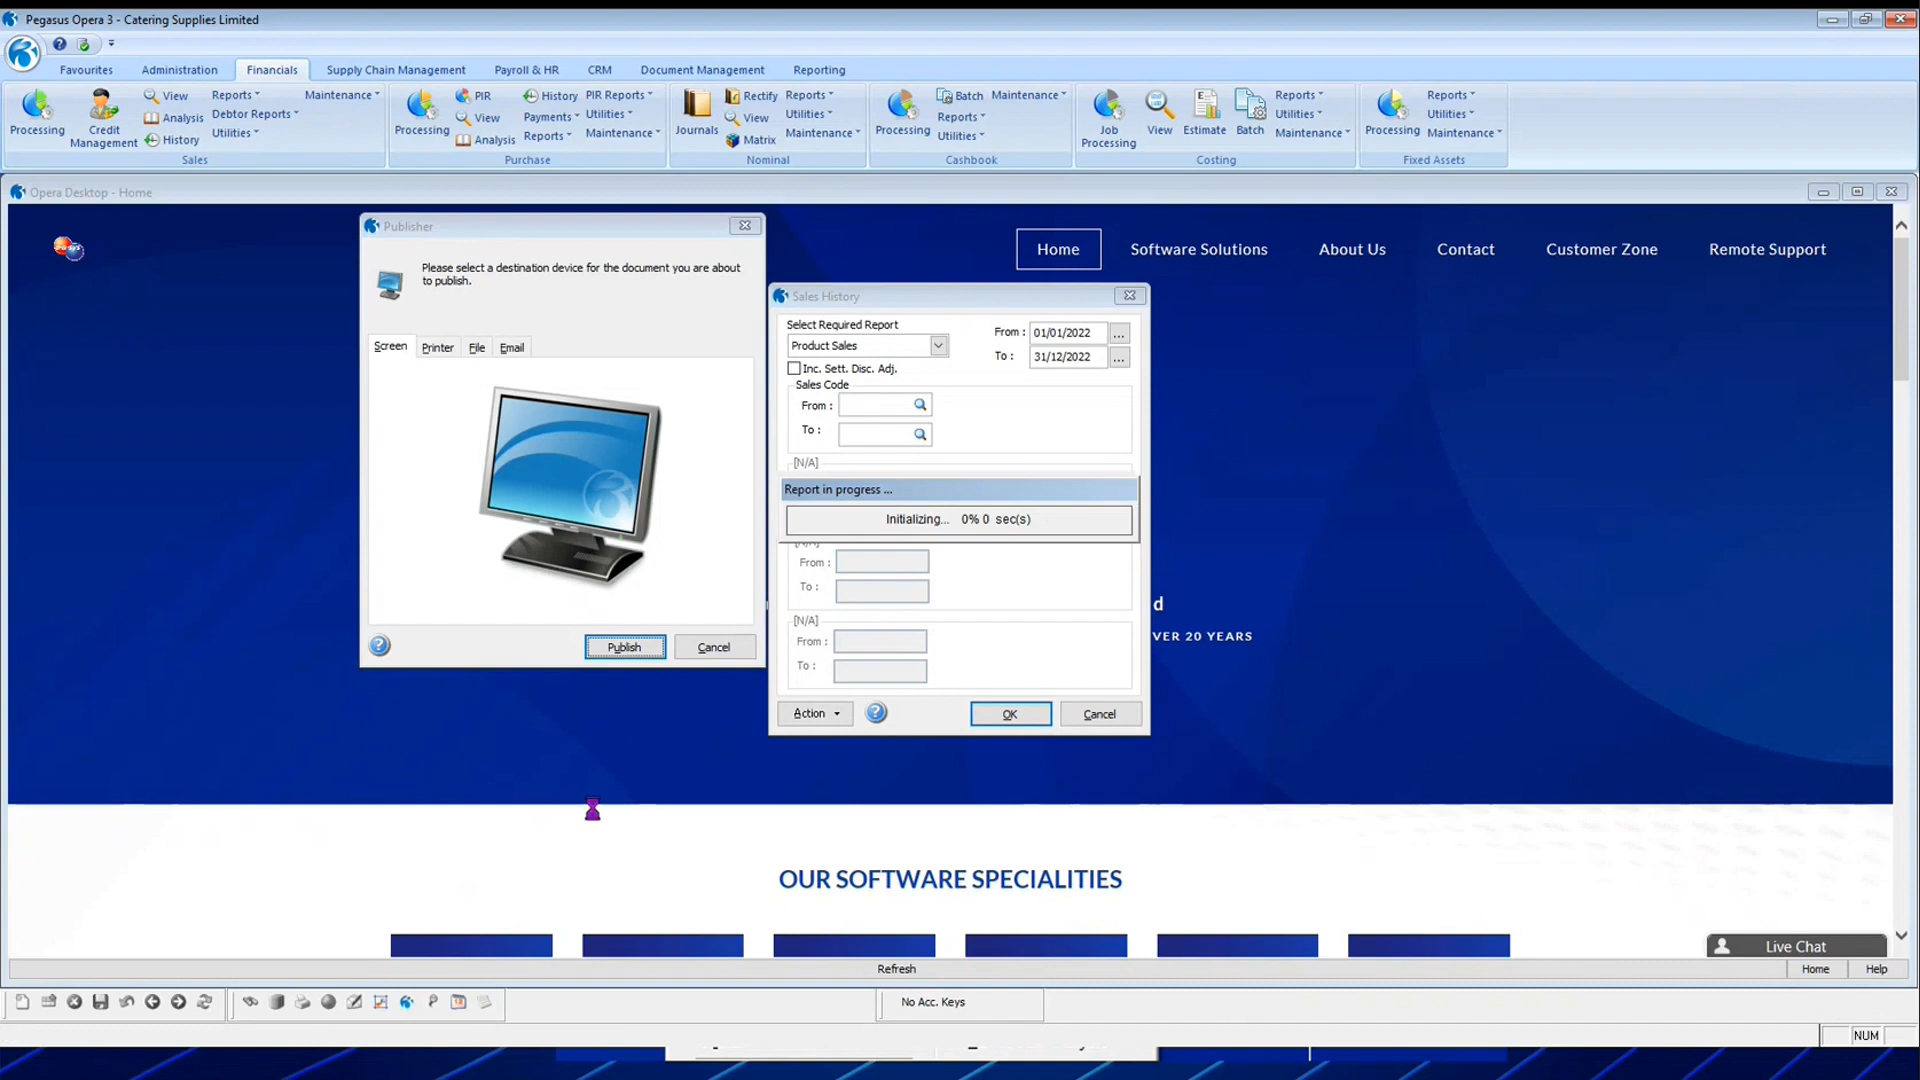 Pegasus Opera 3 - Catering Supplies Limited
Favourites Administration Financials Supply Chain Management Payroll & HR CRM Document Management Reporting
Processing
Credit Management
View
Analysis
History
Reports
Debtor Reports
Utilities
Maintenance
Sales
Processing
PIR
View
Analysis
History
Payments
Reports
PIR Reports
Utilities
Maintenance
Purchase
Journals
Rectify
View
Matrix
Reports
Utilities
Maintenance
Nominal
Processing
Batch
Reports
Utilities
Maintenance
Cashbook
Job Processing
View
Estimate
Batch
Reports
Utilities
Maintenance
Costing
Processing
Reports
Utilities
Maintenance
Fixed Assets
Opera Desktop - Home
Home Software Solutions About Us Contact Customer Zone Remote Support
Publisher
Please select a destination device for the document you are about
to publish.
Screen Printer File Email
Publish Cancel
Sales History
Select Required Report
Product Sales
From : 01/01/2022 ...
To : 31/12/2022 ...
Inc. Sett. Disc. Adj.
Sales Code
From :
To :
[N/A]
Report in progress ...
Initializing... 0% 0 sec(s)
From :
To :
[N/A]
From :
To :
Action OK Cancel
d
VER 20 YEARS
OUR SOFTWARE SPECIALITIES
Live Chat
Refresh Home Help
No Acc. Keys
NUM